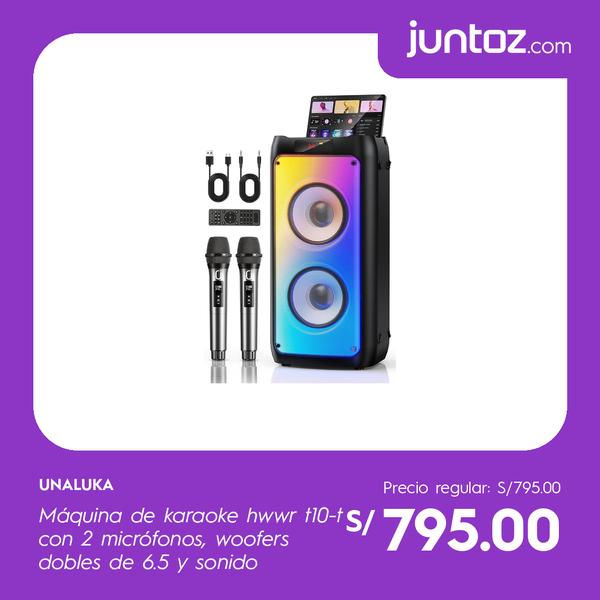 juntoz.com
UNALUKA
Precio regular: S/795.00
Máquina de karaoke hwwr t10-t
con 2 micrófonos, woofers
dobles de 6.5 y sonido
S/795.00